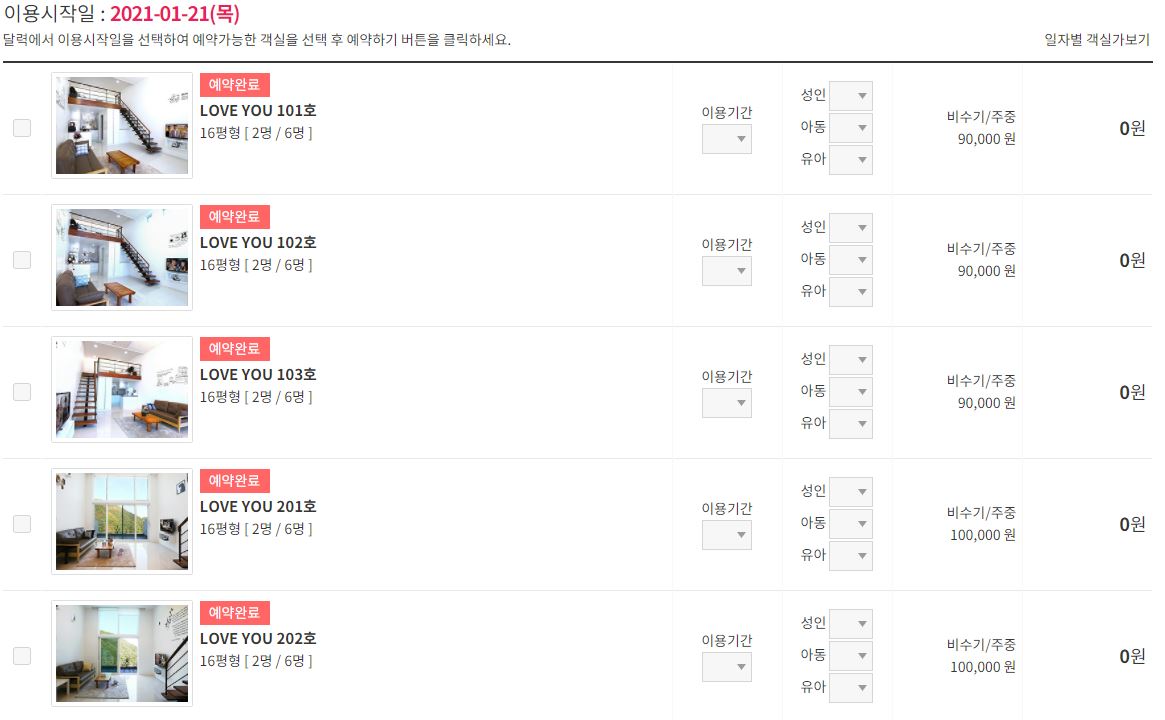 이용시작일 : 2021-01-21(목)
달력에서 이용시작일을 선택하여 예약가능한 객실을 선택 후 예약하기 버튼을 클릭하세요.
일자별 객실가보기
예약완료
LOVE YOU 101호
16평형 [ 2명 / 6명 ]
이용기간
성인
아동
유아
비수기/주중
90,000 원
0원
예약완료
LOVE YOU 102호
16평형 [ 2명 / 6명 ]
이용기간
성인
아동
유아
비수기/주중
90,000 원
0원
예약완료
LOVE YOU 103호
16평형 [ 2명 / 6명 ]
이용기간
성인
아동
유아
비수기/주중
90,000 원
0원
예약완료
LOVE YOU 201호
16평형 [ 2명 / 6명 ]
이용기간
성인
아동
유아
비수기/주중
100,000 원
0원
예약완료
LOVE YOU 202호
16평형 [ 2명 / 6명 ]
이용기간
성인
아동
유아
비수기/주중
100,000 원
0원